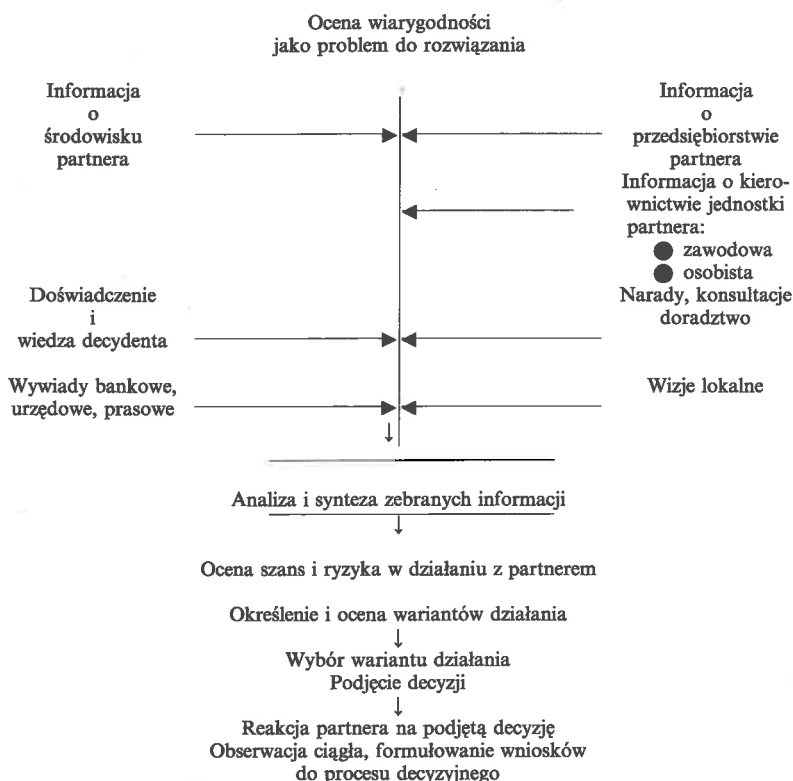 Ocena wiarygodności
jako problem do rozwiązania
Informacja
o
środowisku
partnera
Informacja
o
przedsiębiorstwie
partnera
Informacja o kiero-
wnictwie jednostki
partnera:
● zawodowa
● osobista
Doświadczenie
i
wiedza decydenta
Narady, konsultacje
doradztwo
Wywiady bankowe,
urzędowe, prasowe
Wizje lokalne
Analiza i synteza zebranych informacji
Ocena szans i ryzyka w działaniu z partnerem
Określenie i ocena wariantów działania
Wybór wariantu działania
Podjęcie decyzji
Reakcja partnera na podjętą decyzję
Obserwacja ciągła, formułowanie wniosków
do procesu decyzyjnego